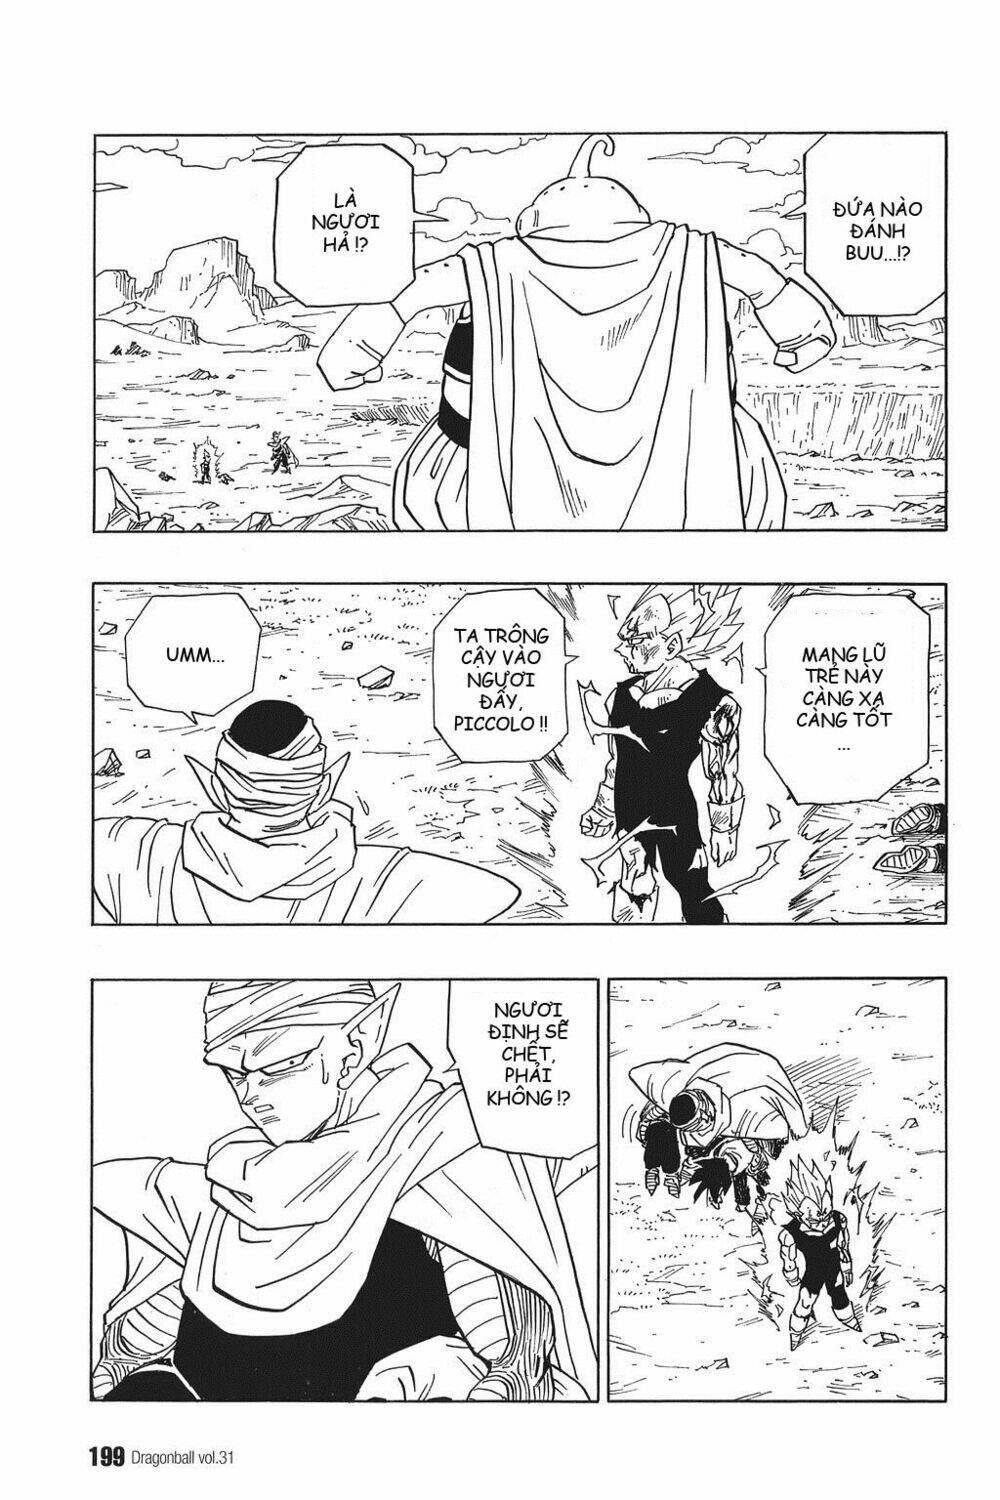 ĐỨA NÀO
ĐÁNH
BUU...!?
LÀ
NGƯƠI
HẢ !?
MANG LŨ
TRẺ NÀY
CÀNG XA
CÀNG TỐT
...
TA TRÔNG
CẬY VÀO
NGƯƠI
ĐẤY,
PICCOLO !!
UMM...
NGƯƠI
ĐỊNH SẼ
CHẾT,
PHẢI
KHÔNG !?
199 Dragonball vol.31